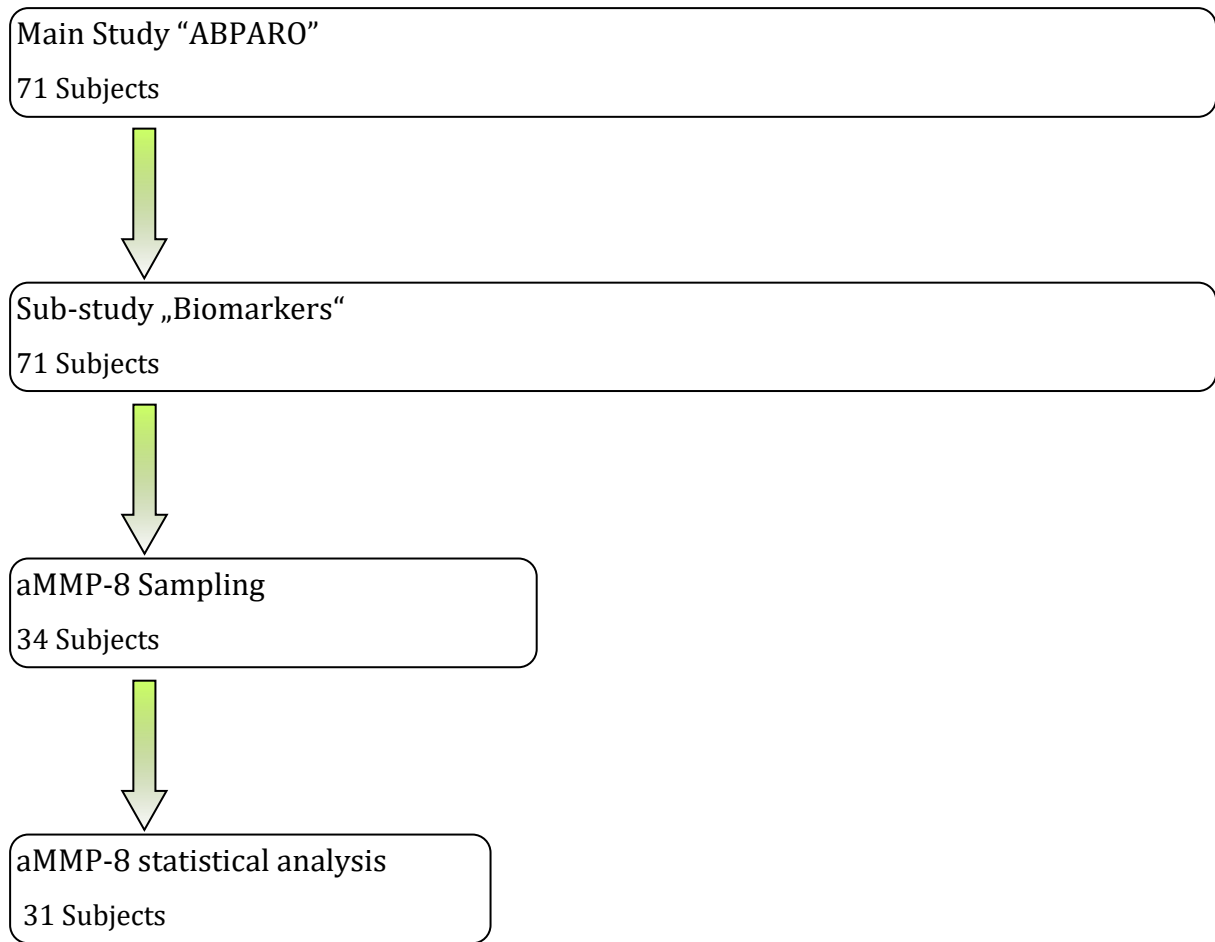 Main Study “ABPARO”
71 Subjects
Sub-study „Biomarkers“
71 Subjects
aMMP-8 Sampling
34 Subjects
aMMP-8 statistical analysis
31 Subjects